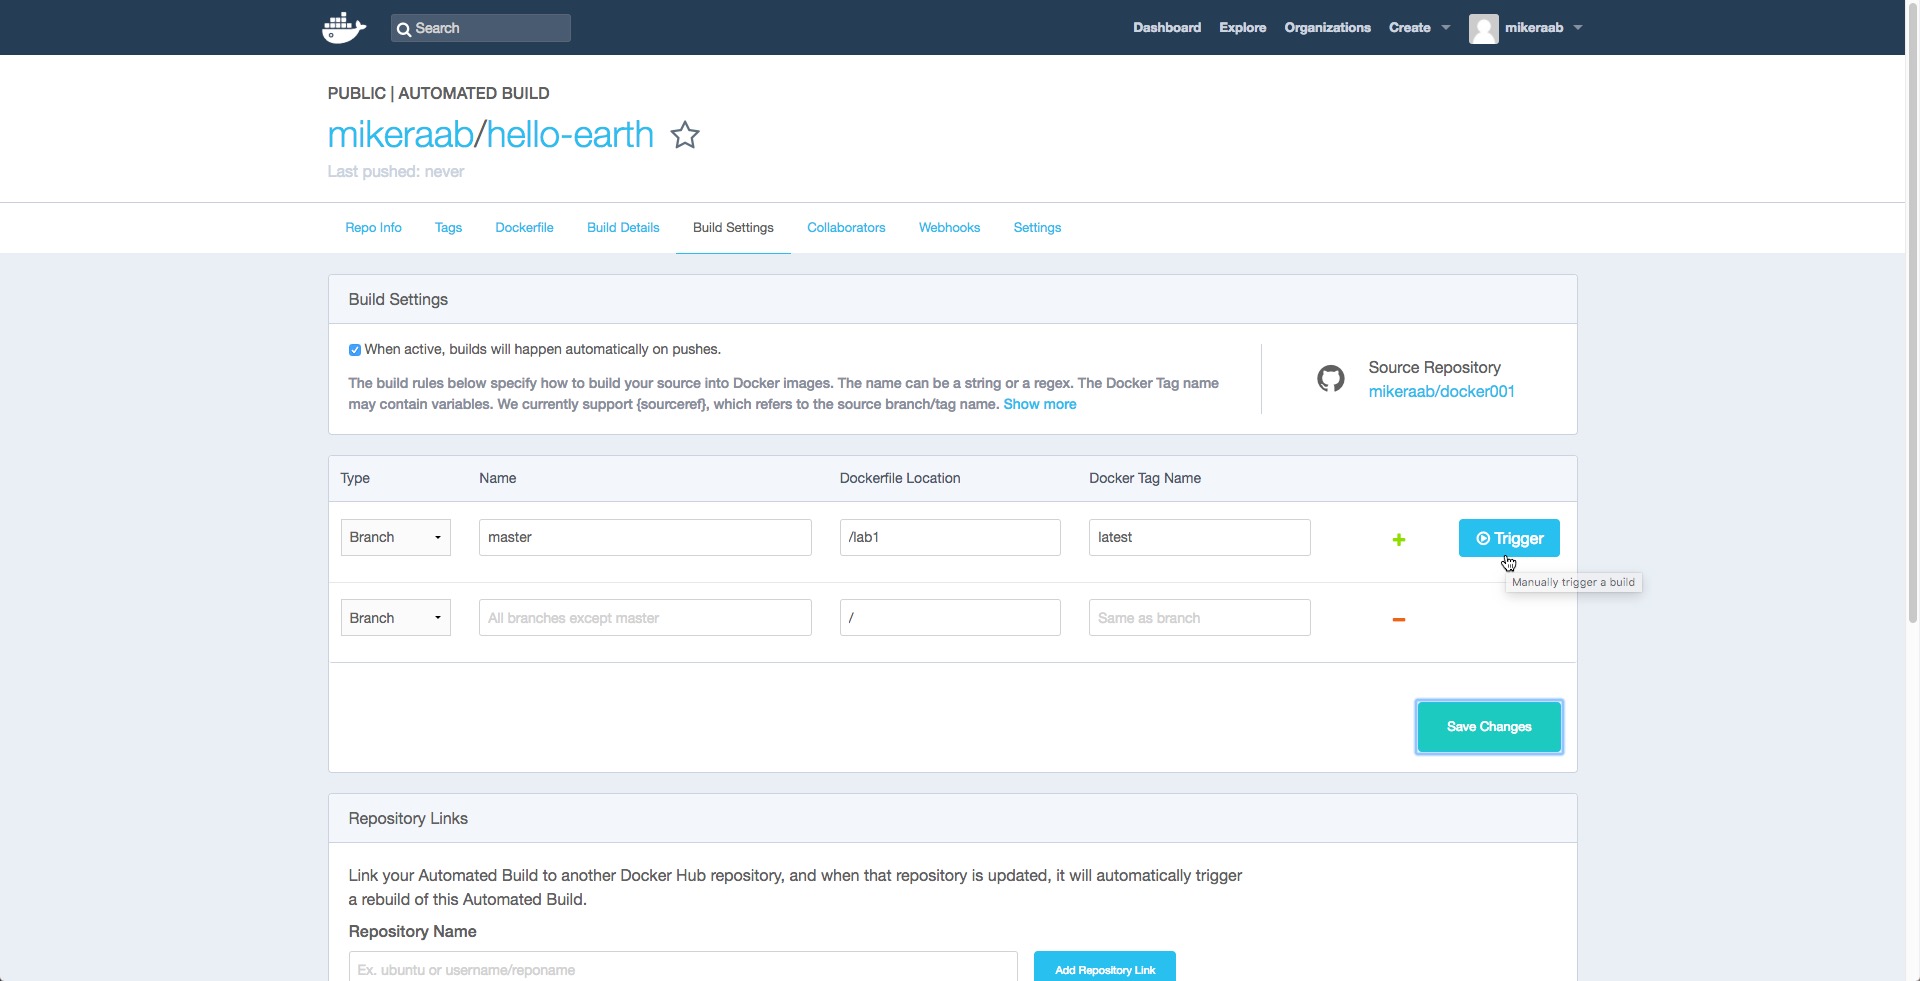 Search
Dashboard Explore Organizations Create mikeraab
PUBLIC | AUTOMATED BUILD
mikeraab/hello-earth
Last pushed: never
Repo Info Tags Dockerfile Build Details Build Settings Collaborators Webhooks Settings
Build Settings
When active, builds will happen automatically on pushes.
The build rules below specify how to build your source into Docker images. The name can be a string or a regex. The Docker Tag name
may contain variables. We currently support {sourceref}, which refers to the source branch/tag name. Show more
Source Repository
mikeraab/docker001
Type Name Dockerfile Location Docker Tag Name
Branch master /lab1 latest Trigger
Manually trigger a build
Branch All branches except master / Same as branch
Save Changes
Repository Links
Link your Automated Build to another Docker Hub repository, and when that repository is updated, it will automatically trigger
a rebuild of this Automated Build.
Repository Name
Ex. ubuntu or username/reponame Add Repository Link